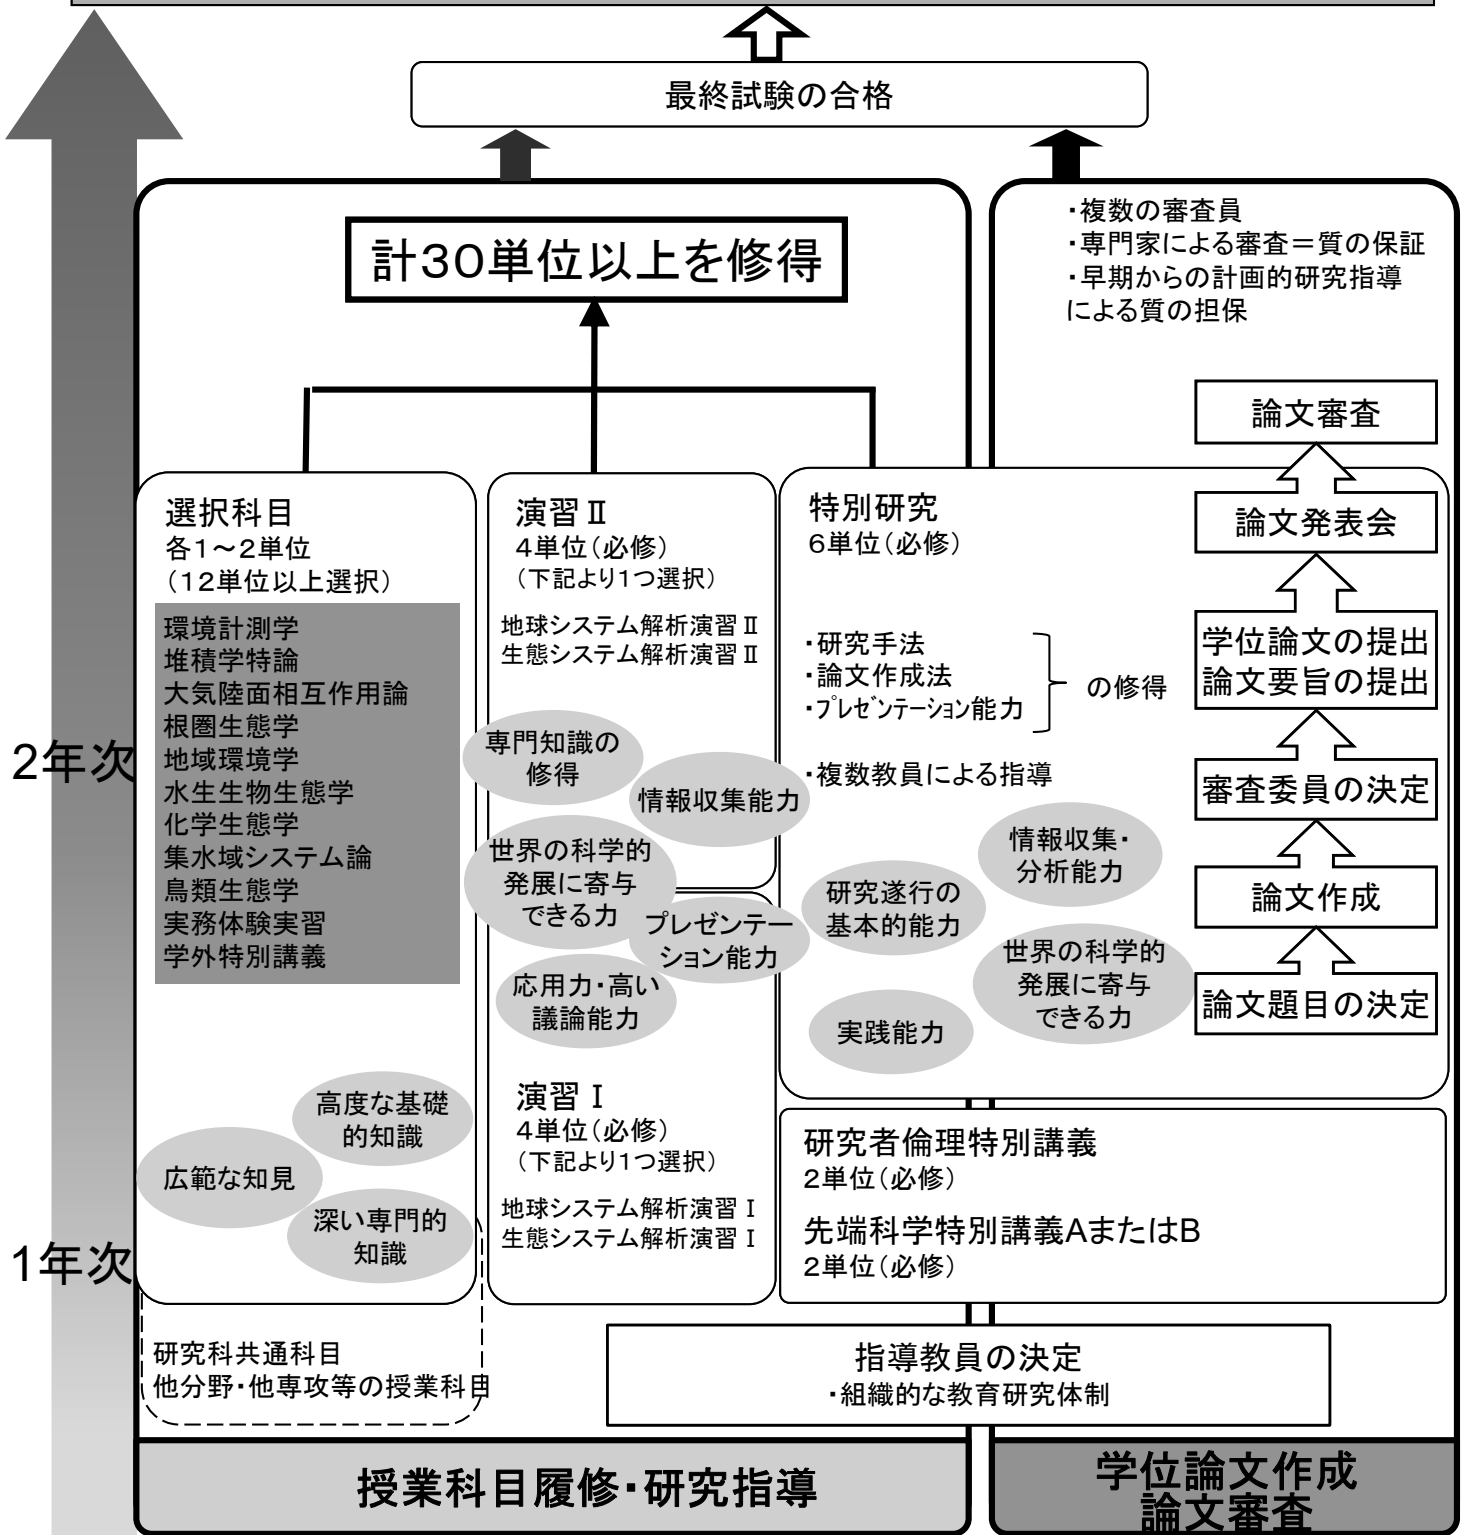 最終試験の合格
計30単位以上を修得
・複数の審査員
・専門家による審査＝質の保証
・早期からの計画的研究指導
による質の担保
選択科目
各1～2単位
（12単位以上選択）
環境計測学
堆積学特論
大気陸面相互作用論
根圏生態学
地域環境学
水生生物生態学
化学生態学
集水域システム論
鳥類生態学
実務体験実習
学外特別講義
高度な基礎
的知識
広範な知見
深い専門的
知識
研究科共通科目
他分野・他専攻等の授業科目
演習Ⅱ
4単位（必修）
（下記より1つ選択）
地球システム解析演習Ⅱ
生態システム解析演習Ⅱ
専門知識の
修得
情報収集能力
世界の科学的
発展に寄与
できる力
プレゼンテー
ション能力
応用力・高い
議論能力
演習Ⅰ
4単位（必修）
（下記より1つ選択）
地球システム解析演習Ⅰ
生態システム解析演習Ⅰ
特別研究
6単位（必修）
・研究手法
・論文作成法
・プレゼンテーション能力
の修得
・複数教員による指導
情報収集・
分析能力
研究遂行の
基本的能力
世界の科学的
発展に寄与
できる力
実践能力
論文審査
論文発表会
学位論文の提出
論文要旨の提出
審査委員の決定
論文作成
論文題目の決定
研究者倫理特別講義
2単位（必修）
先端科学特別講義AまたはB
2単位（必修）
指導教員の決定
・組織的な教育研究体制
2年次
1年次
授業科目履修・研究指導
学位論文作成
論文審査